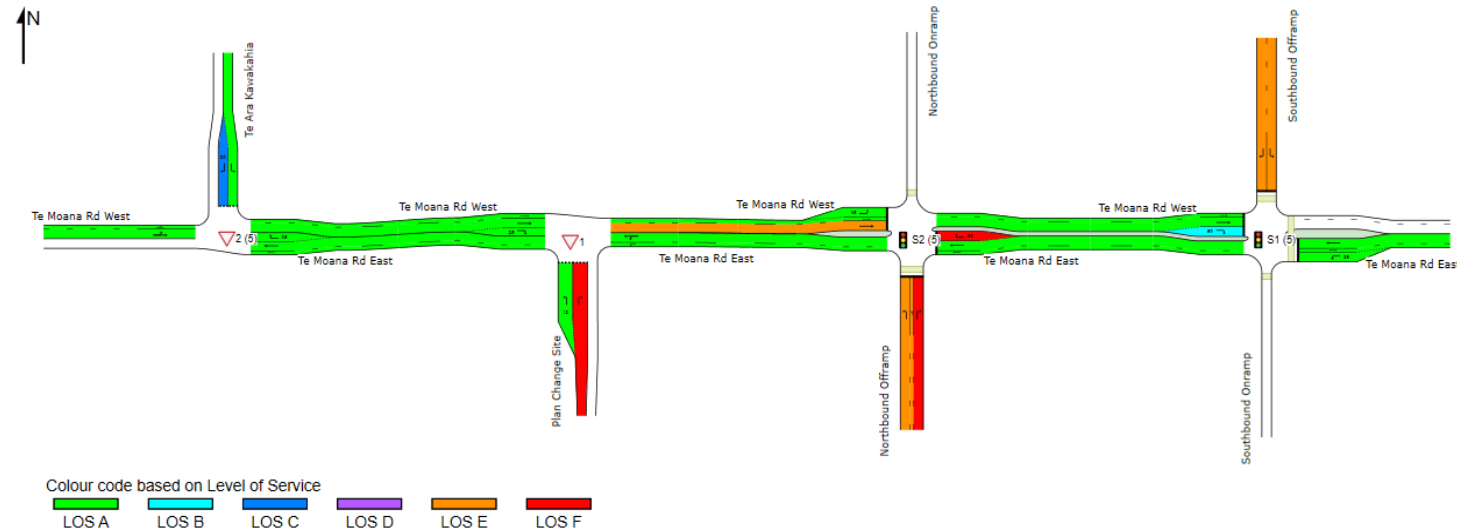 N
Te Ara Kawakahia
Northbound Onramp
Southbound Offramp
Te Moana Rd West
Te Moana Rd West
Te Moana Rd West
Te Moana Rd West
2 (5)
1
S2 (5)
S1 (5)
Te Moana Rd East
Te Moana Rd East
Te Moana Rd East
Te Moana Rd East
Plan Change Site
Northbound Offramp
Southbound Onramp
Colour code based on Level of Service
LOS A LOS B LOS C LOS D LOS E LOS F